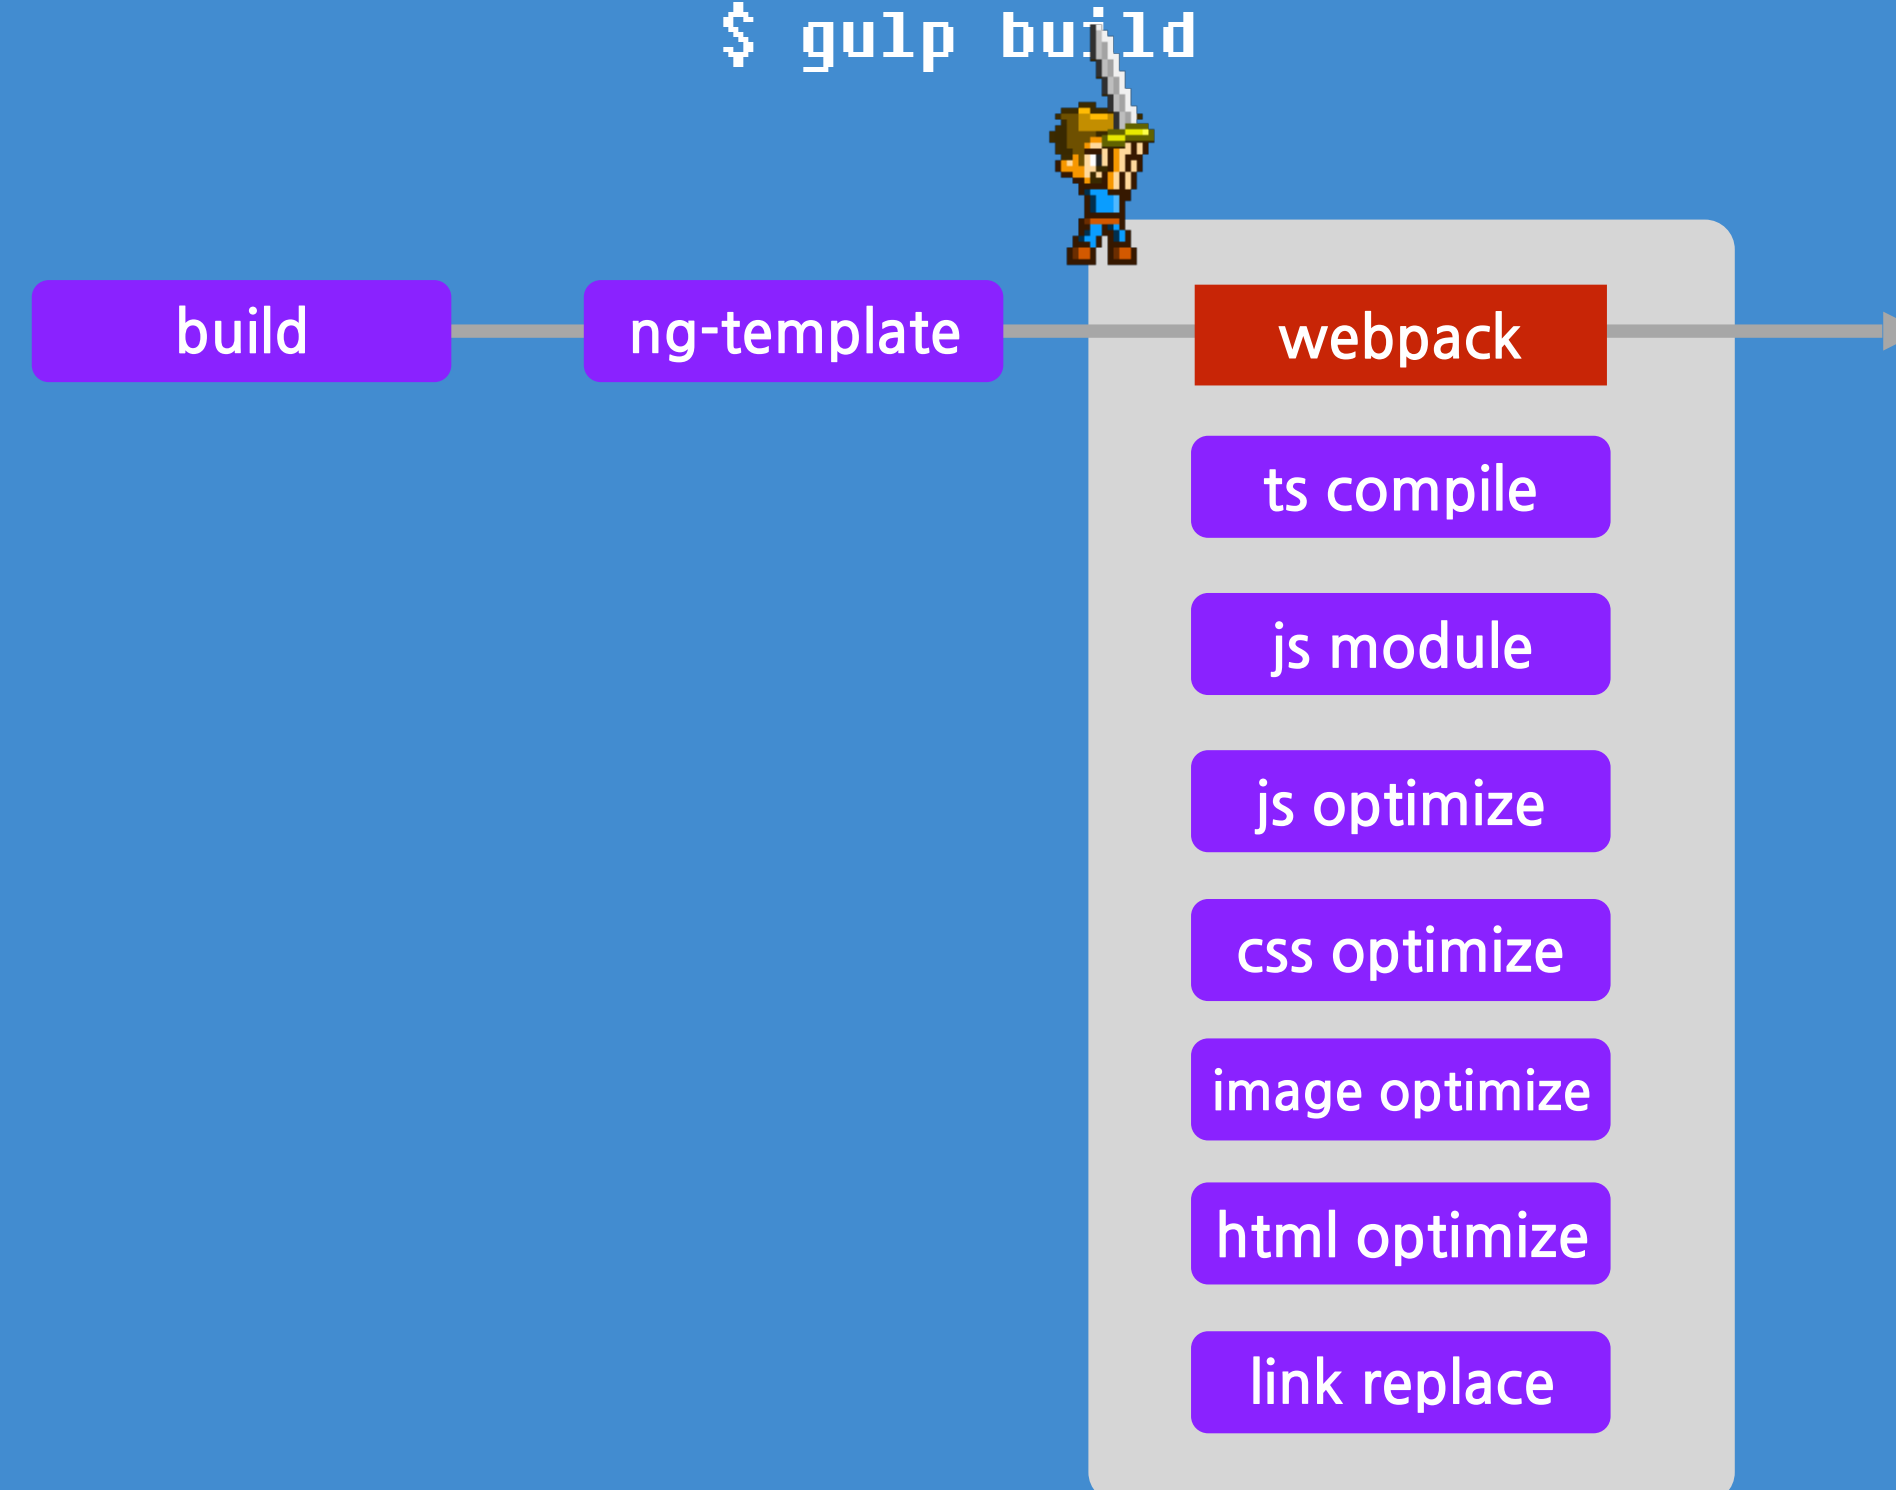 $ gulp build
build
ng-template
webpack
ts compile
js module
js optimize
css optimize
image optimize
html optimize
link replace